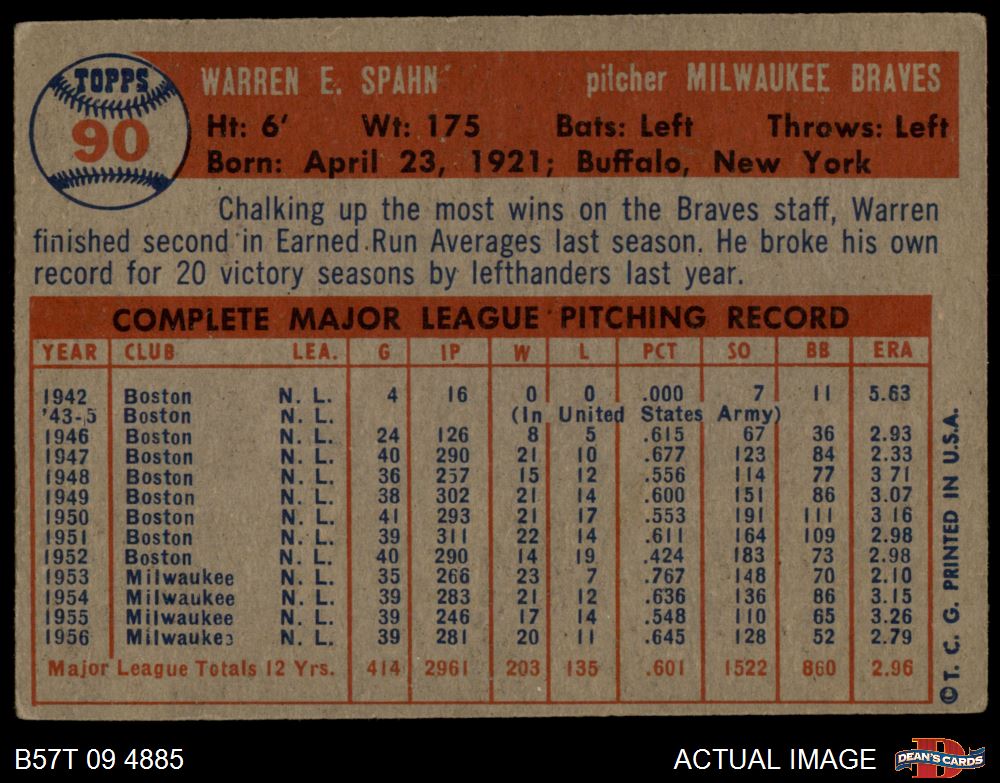 TOPPS
90
WARREN E. SPAHN pitcher MILWAUKEE BRAVES
Ht: 6' Wt: 175 Bats: Left Throws: Left
Born: April 23, 1921; Buffalo, New York
Chalking up the most wins on the Braves staff, Warren
finished second in Earned Run Averages last season. He broke his own
record for 20 victory seasons by lefthanders last year.
COMPLETE MAJOR LEAGUE PITCHING RECORD
YEAR CLUB LEA. G IP W L PCT SO BB ERA
1942 Boston N. L. 4 16 0 0 .000 7 11 5.63
'43-5 Boston (In United States Army)
1946 Boston N. L. 24 126 8 5 .615 67 36 2.93
1947 Boston N. L. 40 290 21 10 .677 123 84 2.33
1948 Boston N. L. 36 257 15 12 .556 114 77 3 71
1949 Boston N. L. 38 302 21 14 .600 151 86 3.07
1950 Boston N. L. 41 293 21 17 .553 191 111 3 16
1951 Boston N. L. 39 311 22 14 .611 164 109 2.98
1952 Boston N. L. 40 290 14 19 .424 183 73 2.98
1953 Milwaukee N. L. 35 266 23 7 .767 148 70 2.10
1954 Milwaukee N. L. 39 283 21 12 .636 136 86 3.15
1955 Milwaukee N. L. 39 246 17 14 .548 110 65 3.26
1956 Milwaukee N. L. 39 281 20 11 .645 128 52 2.79
Major League Totals 12 Yrs. 414 2961 203 135 .601 1522 860 2.96
© T. C. G. PRINTED IN U.S.A.
B57T 09 4885 ACTUAL IMAGE
D
DEAN'S CARDS